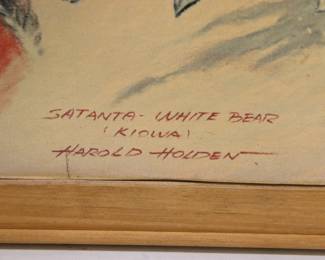 SATANTA - WHITE BEAR
(KIOWA)
HAROLD HOLDEN